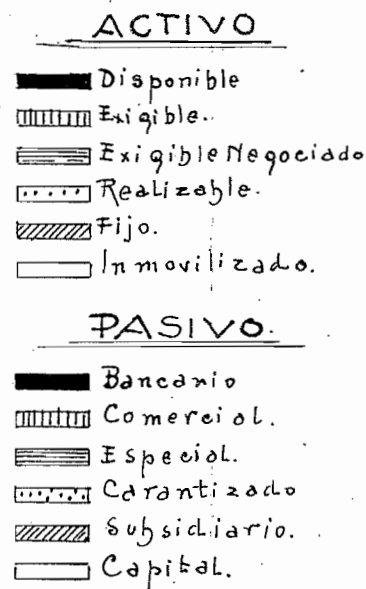 ACTIVO
Disponible
Exigible.
Exigible Negociado
Realizable.
Fijo.
Inmovilizado.
PASIVO.
Bancario
Comercial.
Especial.
Garantizado
Subsidiario.
Capital.